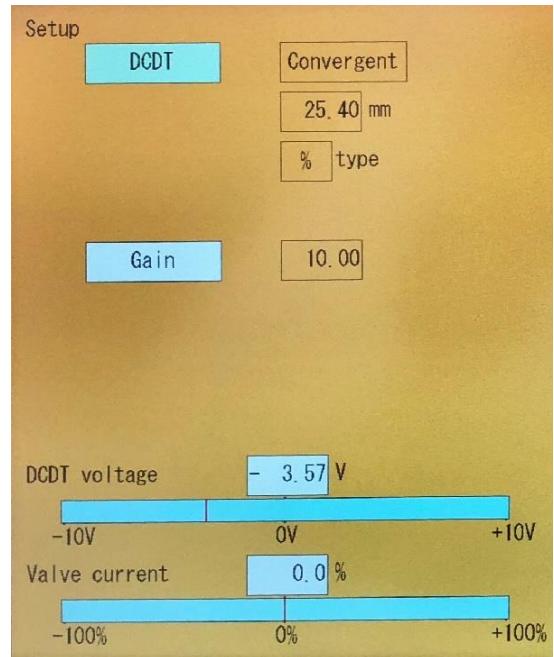 Setup
DCDT Convergent
25.40 mm
% type
Gain 10.00
DCDT voltage - 3.57 V
-10V 0V +10V
Valve current 0.0 %
-100% 0% +100%